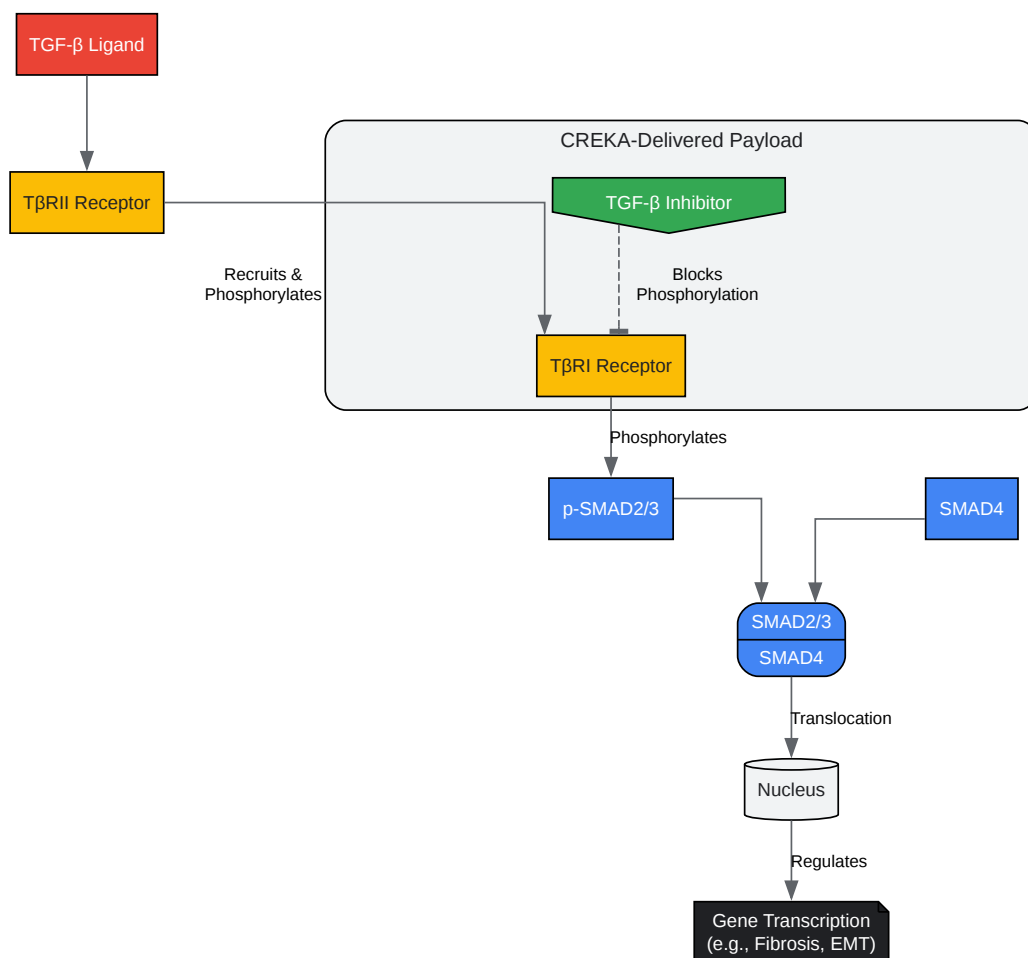 TGF-β Ligand
CREKA-Delivered Payload
TβRII Receptor
TGF-β Inhibitor
Recruits &
Phosphorylates
Blocks
Phosphorylation
TβRI Receptor
Phosphorylates
p-SMAD2/3
SMAD4
SMAD2/3
SMAD4
Translocation
Nucleus
Regulates
Gene Transcription
(e.g., Fibrosis, EMT)